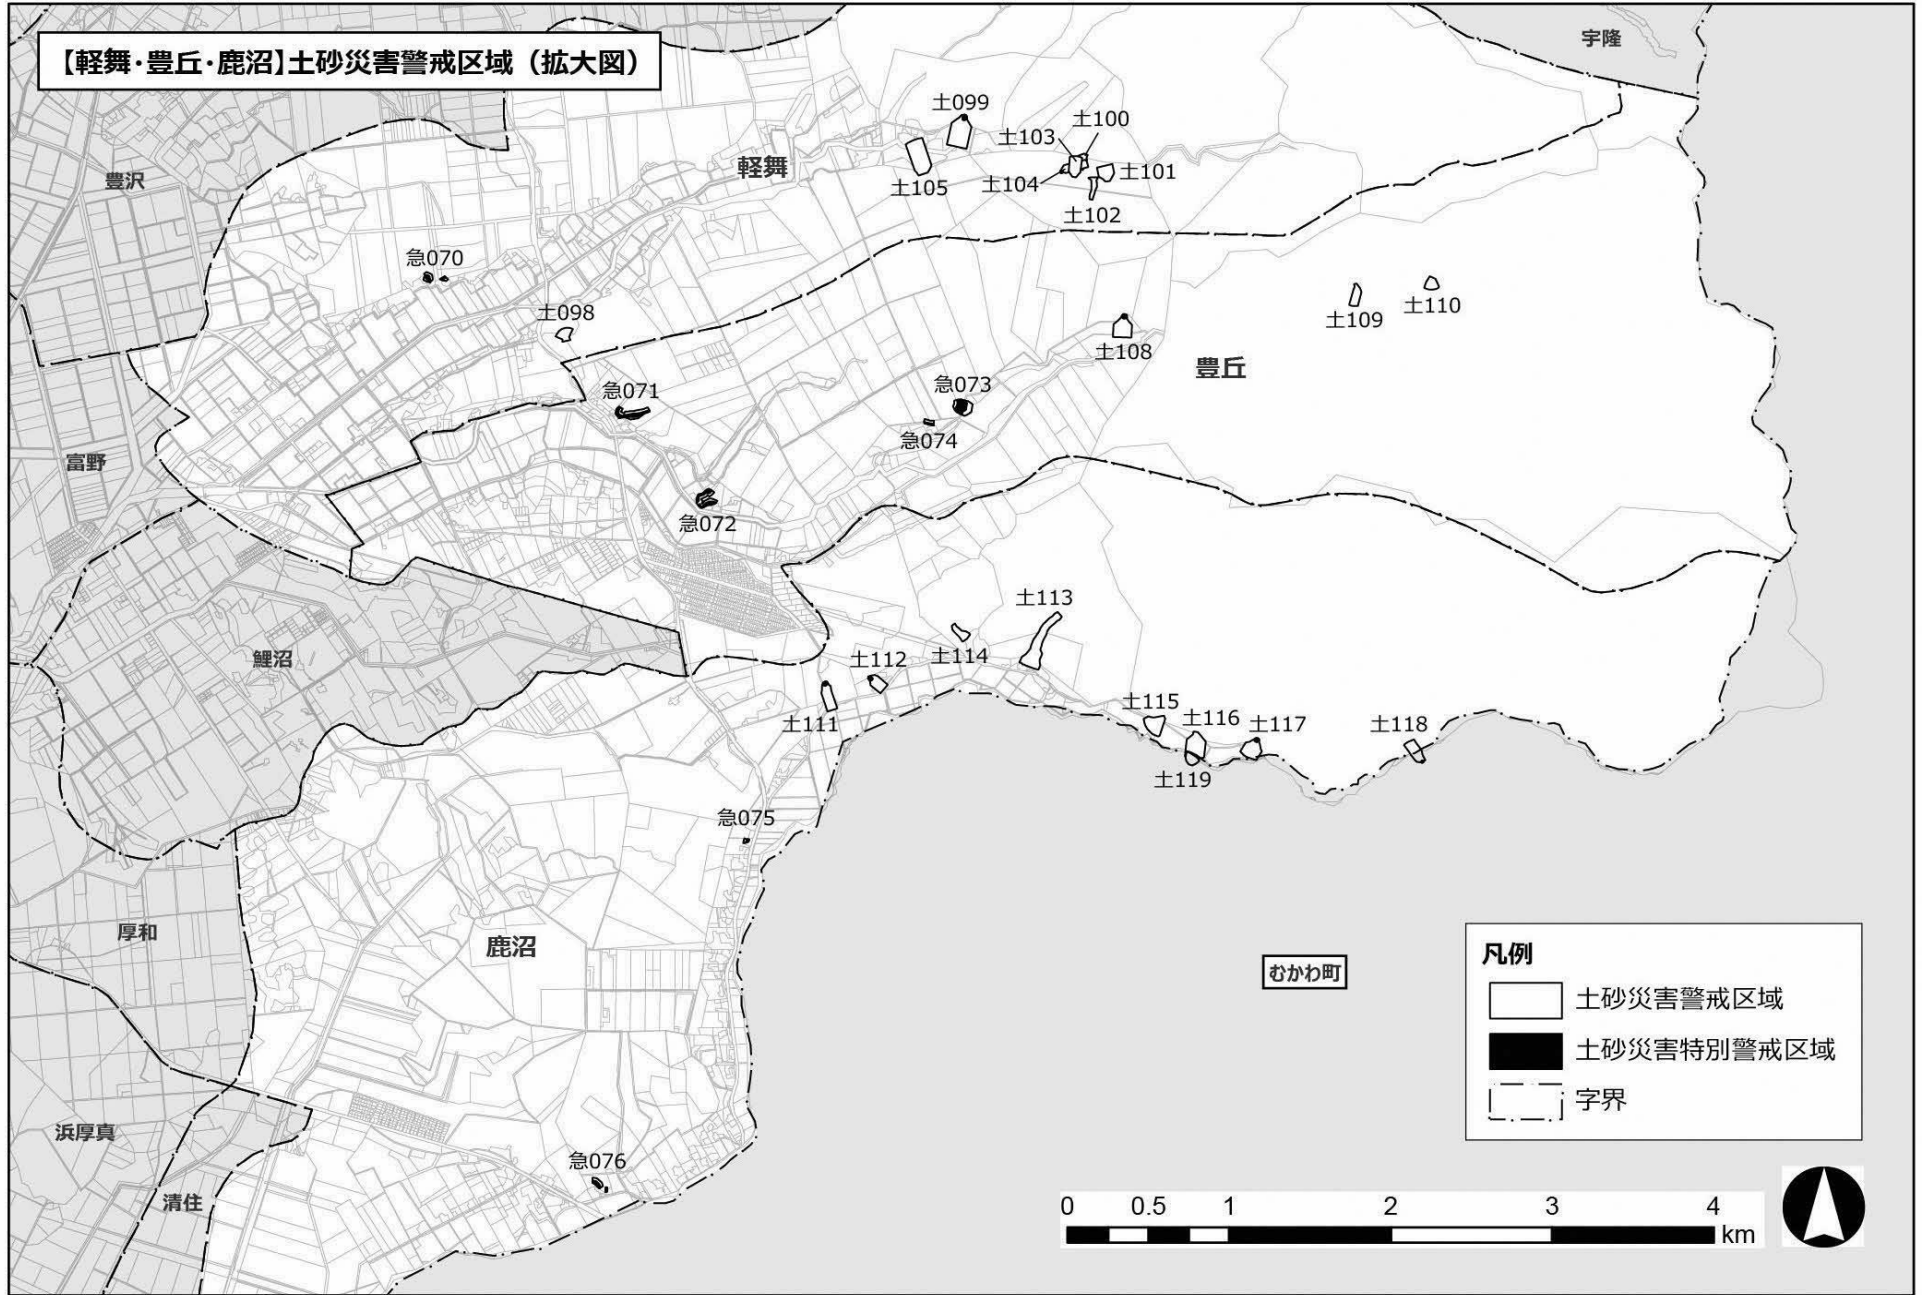 【軽舞･豊丘･鹿沼】土砂災害警戒区域（拡大図）
宇隆
土099
土100
土103
軽舞
土101
土104
土105
土102
豊沢
急070
土098
土109
土110
土108
豊丘
急071
急073
急074
富野
急072
土113
鯉沼
土114
土112
土111
土115
土116
土117
土118
土119
急075
厚和
鹿沼
むかわ町
凡例
土砂災害警戒区域
土砂災害特別警戒区域
字界
浜厚真
急076
清住
0 0.5 1 2 3 4
km